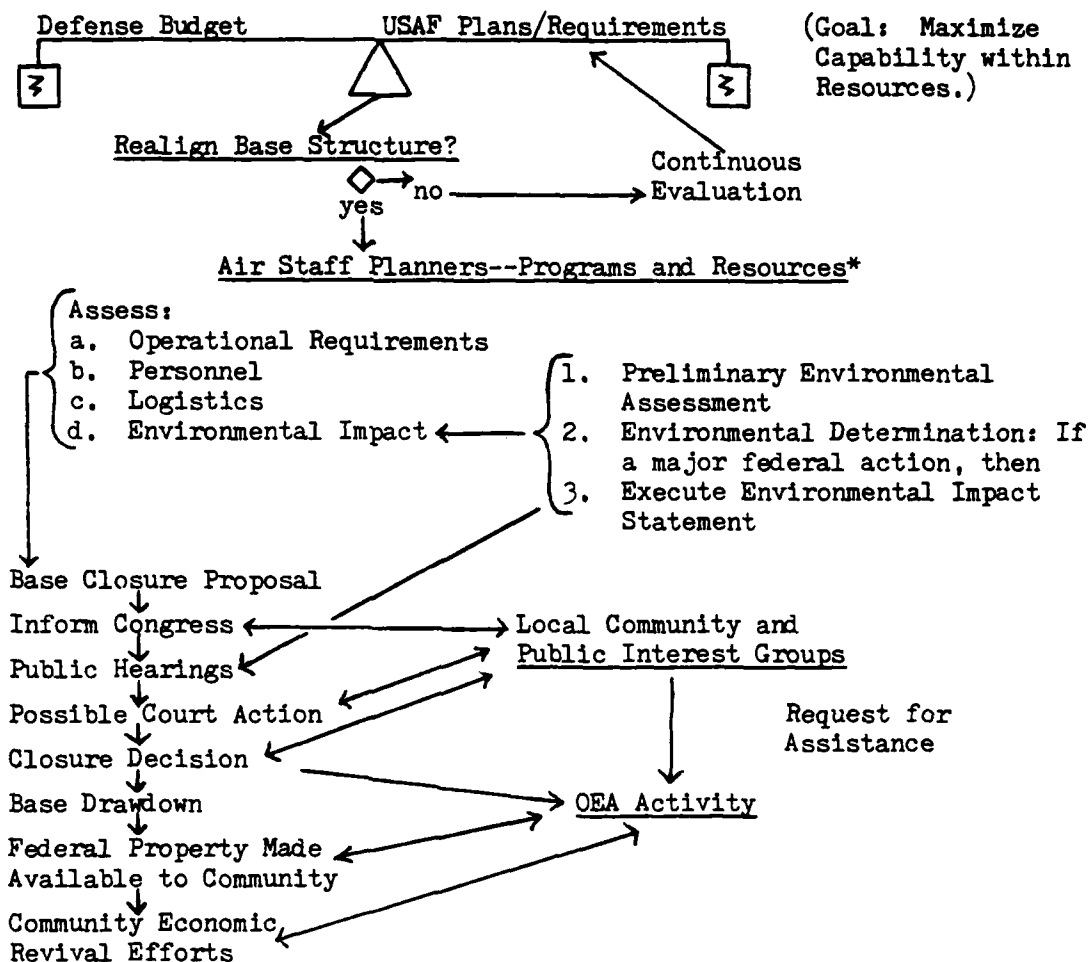 Defense Budget USAF Plans/Requirements (Goal: Maximize
Capability within
Resources.)
Realign Base Structure?
Continuous
Evaluation
no
yes
Air Staff Planners--Programs and Resources*
Assess:
a. Operational Requirements
b. Personnel
c. Logistics
d. Environmental Impact
1. Preliminary Environmental
Assessment
2. Environmental Determination: If
a major federal action, then
3. Execute Environmental Impact
Statement
Base Closure Proposal
Inform Congress
Public Hearings
Possible Court Action
Closure Decision
Base Drawdown
Federal Property Made
Available to Community
Community Economic
Revival Efforts
Local Community and
Public Interest Groups
Request for
Assistance
OEA Activity